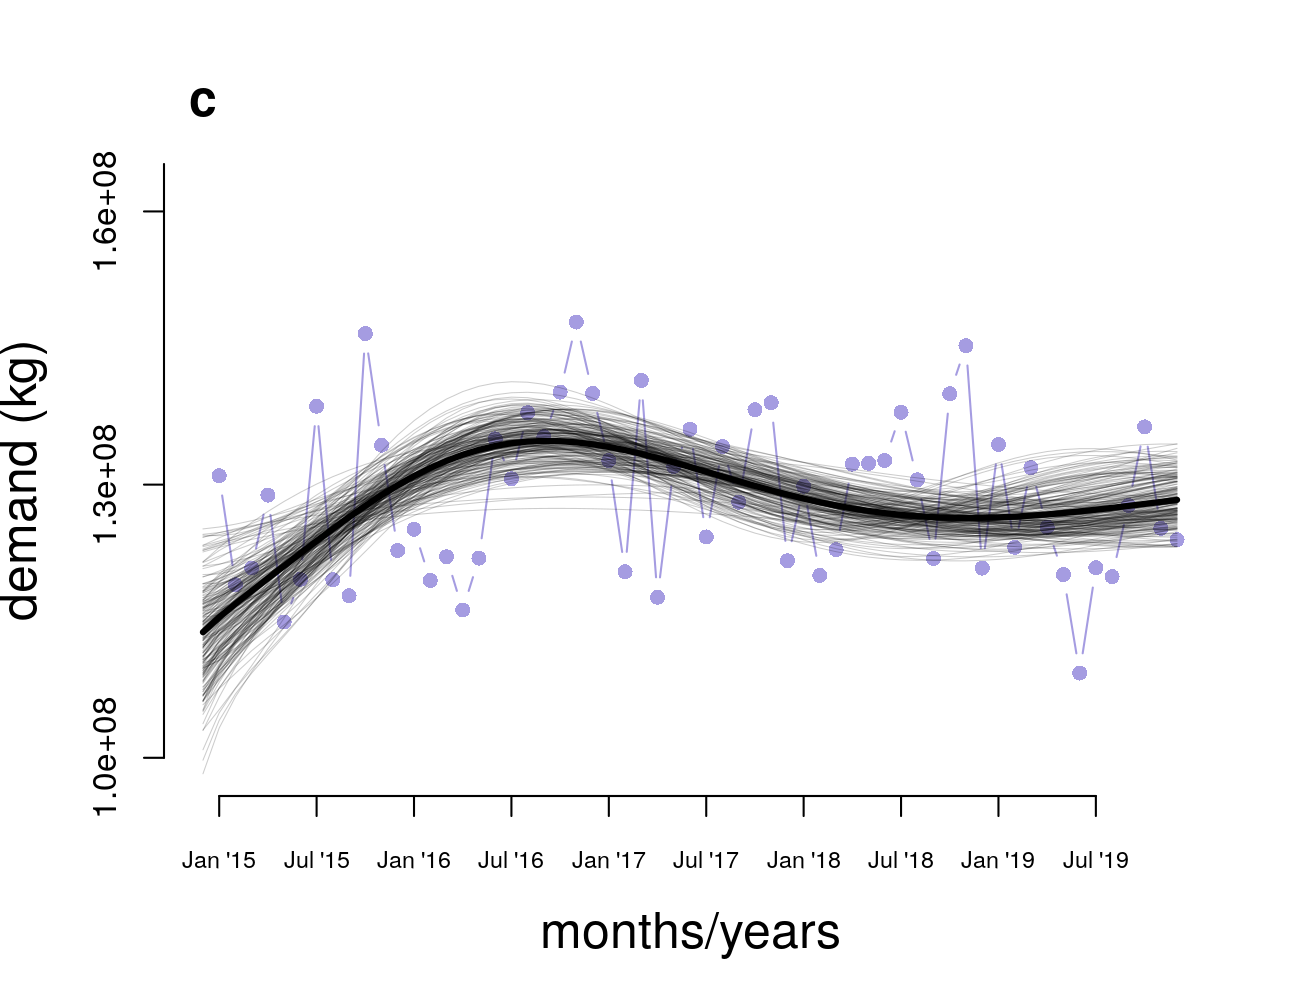 c
demand (kg)
1.6e+08
1.3e+08
1.0e+08
Jan '15 Jul '15 Jan '16 Jul '16 Jan '17 Jul '17 Jan '18 Jul '18 Jan '19 Jul '19
months/years